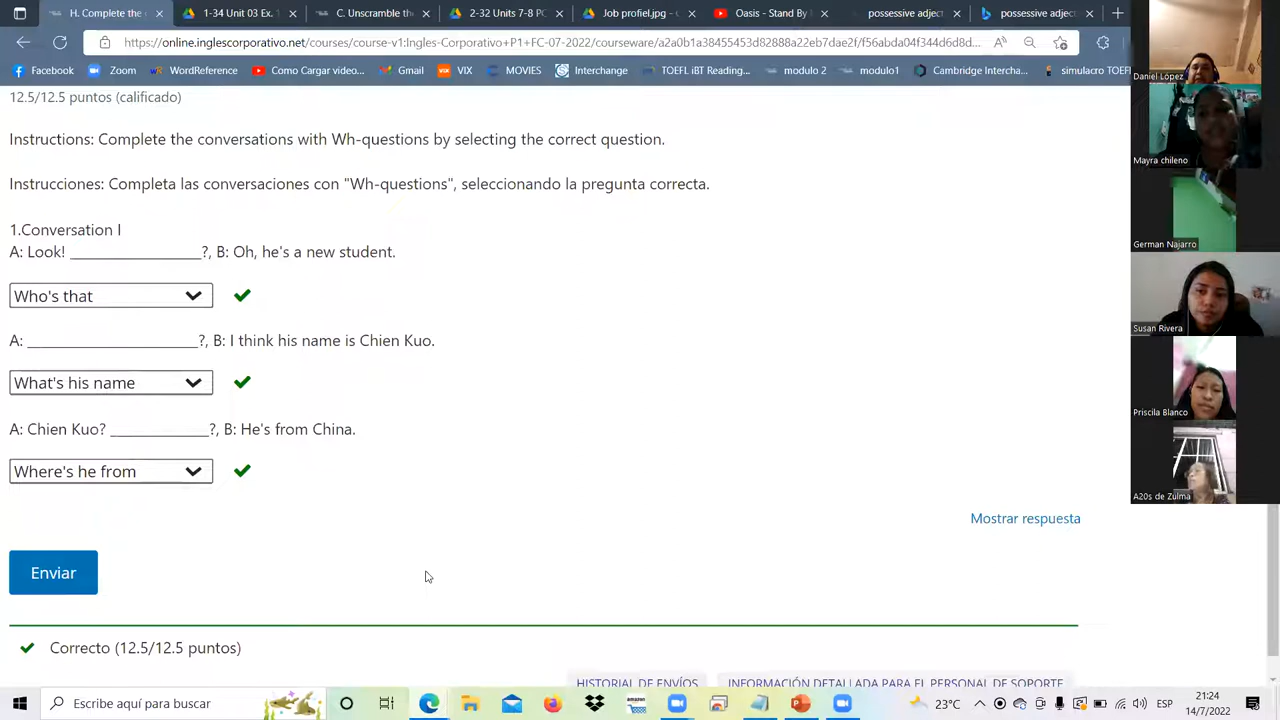 H. Complete the
1-34 Unit 03 Ex. 1
C. Unscramble the
2-32 Units 7-8 PC
Job profiel.jpg - G
Oasis - Stand By
possessive adject
possessive adject
https://online.inglescorporativo.net/courses/course-v1:Ingles-Corporativo+P1+FC-07-2022/courseware/a2a0b1a38455453d82888a22eb7dae2f/f56abda04f344d6d8d...
Facebook
Zoom
WordReference
Como Cargar video...
Gmail
VIX
MOVIES
Interchange
TOEFL iBT Reading...
modulo 2
modulo1
Cambridge Intercha...
simulacro TOEFL
12.5/12.5 puntos (calificado)
Instructions: Complete the conversations with Wh-questions by selecting the correct question.
Instrucciones: Completa las conversaciones con "Wh-questions", seleccionando la pregunta correcta.
1.Conversation I
A: Look! _______________?, B: Oh, he's a new student.
Who's that
A: ____________________?, B: I think his name is Chien Kuo.
What's his name
A: Chien Kuo? ___________?, B: He's from China.
Where's he from
Mostrar respuesta
Enviar
Correcto (12.5/12.5 puntos)
HISTORIAL DE ENVÍOS
INFORMACIÓN DETALLADA PARA EL PERSONAL DE SOPORTE
Daniel López
Mayra chileno
German Najarro
Susan Rivera
Priscila Blanco
A20s de Zulma
Escribe aquí para buscar
amazon
23°C
ESP
21:24
14/7/2022